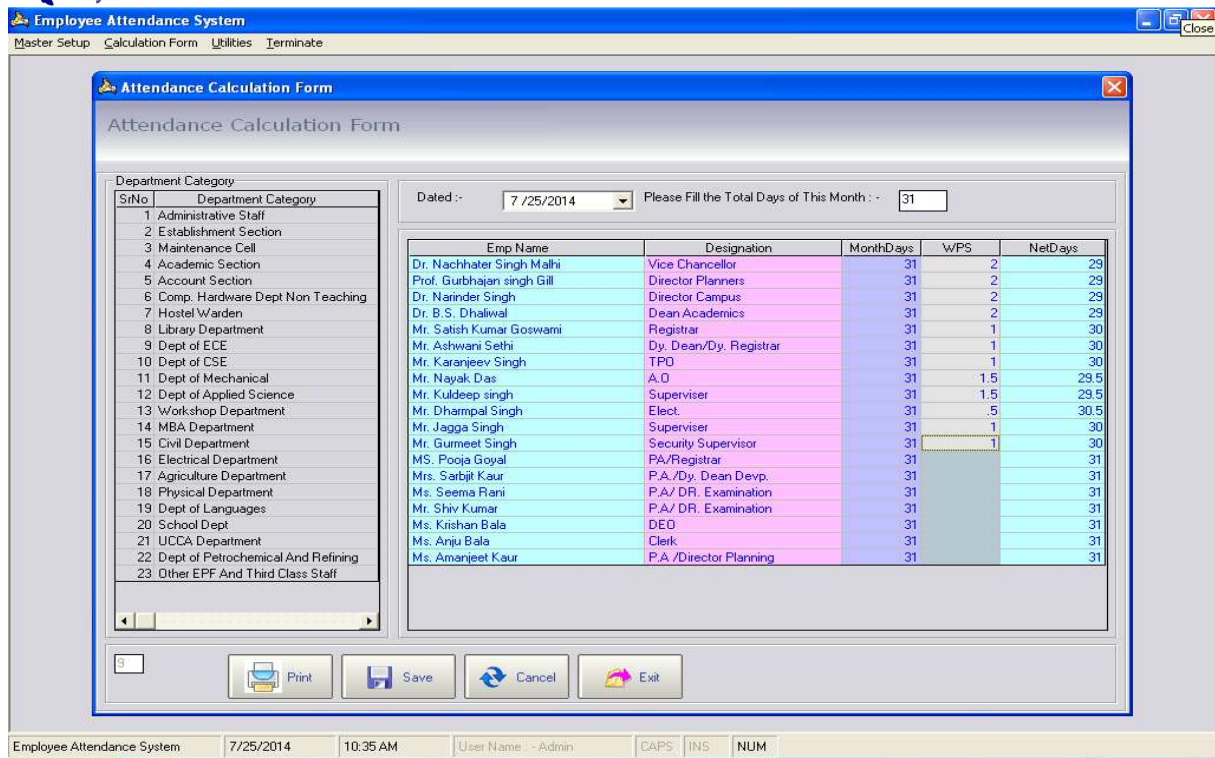 Employee Attendance System
Close
Master Setup Calculation Form Utilities Terminate
Attendance Calculation Form
Attendance Calculation Form
Department Category
SrNo Department Category
1 Administrative Staff
2 Establishment Section
3 Maintenance Cell
4 Academic Section
5 Account Section
6 Comp. Hardware Dept Non Teaching
7 Hostel Warden
8 Library Department
9 Dept of ECE
10 Dept of CSE
11 Dept of Mechanical
12 Dept of Applied Science
13 Workshop Department
14 MBA Department
15 Civil Department
16 Electrical Department
17 Agriculture Department
18 Physical Department
19 Dept of Languages
20 School Dept
21 UCCA Department
22 Dept of Petrochemical And Refining
23 Other EPF And Third Class Staff
Dated :- 7 /25/2014 Please Fill the Total Days of This Month : - 31
Emp Name Designation MonthDays WPS NetDays
Dr. Nachhater Singh Malhi Vice Chancellor 31 2 29
Prof. Gurbhajan singh Gill Director Planners 31 2 29
Dr. Narinder Singh Director Campus 31 2 29
Dr. B.S. Dhaliwal Dean Academics 31 2 29
Mr. Satish Kumar Goswami Registrar 31 1 30
Mr. Ashwani Sethi Dy. Dean/Dy. Registrar 31 1 30
Mr. Karanjeev Singh TPO 31 1 30
Mr. Nayak Das A.O 31 1.5 29.5
Mr. Kuldeep singh Superviser 31 1.5 29.5
Mr. Dharmpal Singh Elect. 31 .5 30.5
Mr. Jagga Singh Superviser 31 1 30
Mr. Gurmeet Singh Security Supervisor 31 1 30
MS. Pooja Goyal PA/Registrar 31 31
Mrs. Sarbjit Kaur P.A./Dy. Dean Devp. 31 31
Ms. Seema Rani P.A/ DR. Examination 31 31
Mr. Shiv Kumar P.A/ DR. Examination 31 31
Ms. Krishan Bala DEO 31 31
Ms. Anju Bala Clerk 31 31
Ms. Amanjeet Kaur P.A /Director Planning 31 31
9 Print Save Cancel Exit
Employee Attendance System 7/25/2014 10:35 AM User Name : - Admin CAPS INS NUM